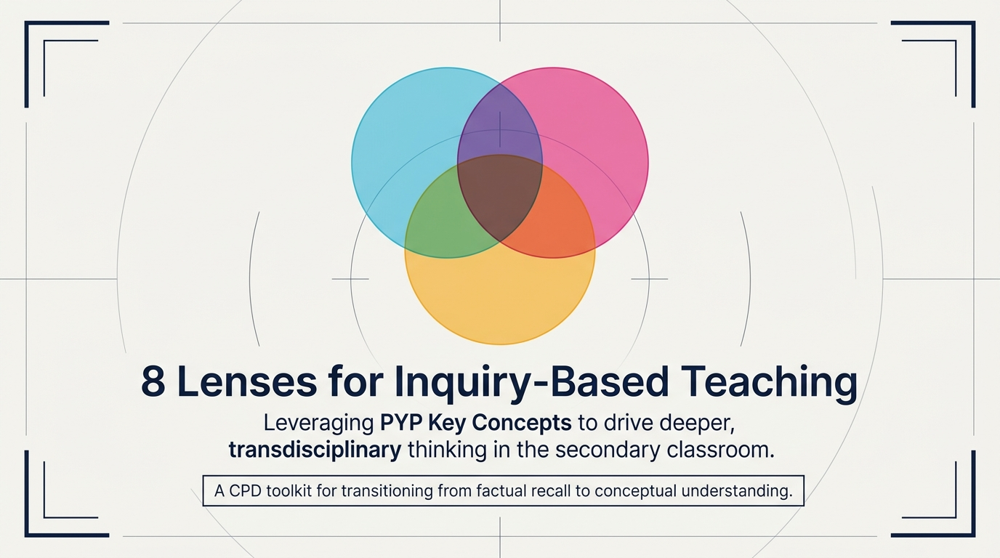 8 Lenses for Inquiry-Based Teaching
Leveraging PYP Key Concepts to drive deeper,
transdisciplinary thinking in the secondary classroom.
A CPD toolkit for transitioning from factual recall to conceptual understanding.